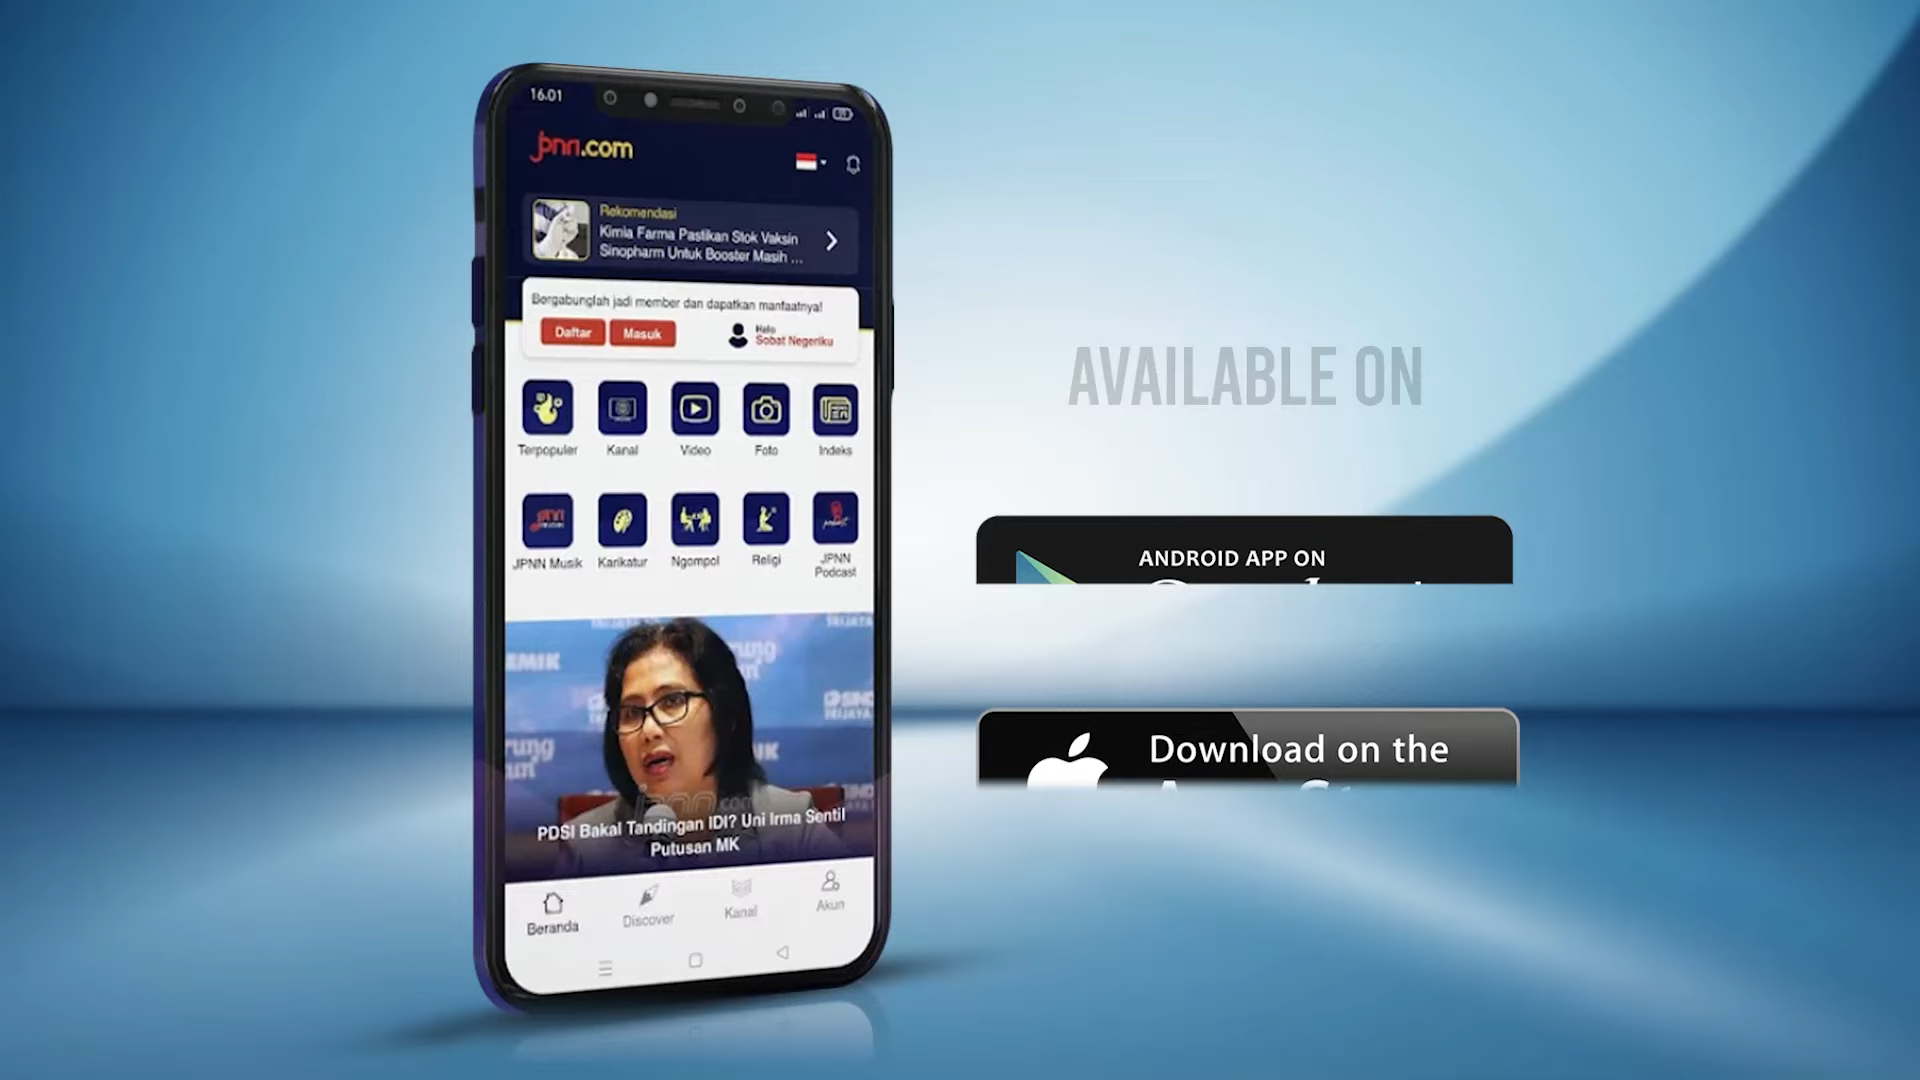 16.01
jpnn.com
Rekomendasi
Kimia Farma Pastikan Stok Vaksin
Sinopharm Untuk Booster Masih ...
Bergabunglah jadi member dan dapatkan manfaatnya!
Daftar
Masuk
Halo
Sobat Negeriku
Terpopuler
Kanal
Video
Foto
Indeks
JPNN Musik
Karikatur
Ngompol
Religi
JPNN
Podcast
jpnn.com
PDSI Bakal Tandingan IDI? Uni Irma Sentil
Putusan MK
Beranda
Discover
Kanal
Akun
AVAILABLE ON
ANDROID APP ON
Download on the